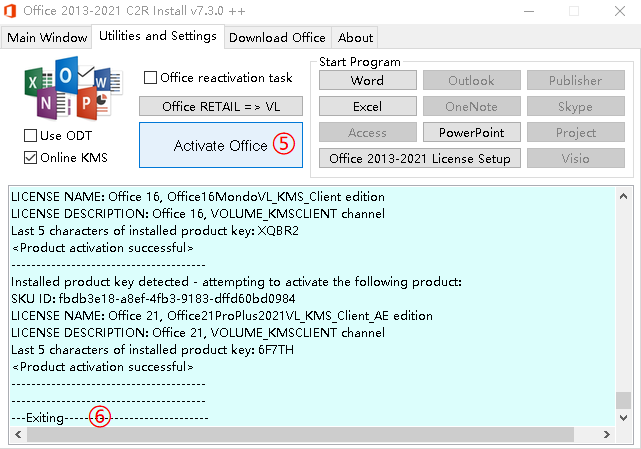 Office 2013-2021 C2R Install v7.3.0 ++
Main Window
Utilities and Settings
Download Office
About
Start Program
Office reactivation task
Word
Outlook
Publisher
Office RETAIL => VL
Excel
OneNote
Skype
Use ODT
Online KMS
Activate Office ⑤
Access
PowerPoint
Project
Office 2013-2021 License Setup
Visio
LICENSE NAME: Office 16, Office16MondoVL_KMS_Client edition
LICENSE DESCRIPTION: Office 16, VOLUME_KMSCLIENT channel
Last 5 characters of installed product key: XQBR2
<Product activation successful>
---------------------------------------
Installed product key detected - attempting to activate the following product:
SKU ID: fbdb3e18-a8ef-4fb3-9183-dffd60bd0984
LICENSE NAME: Office 21, Office21ProPlus2021VL_KMS_Client_AE edition
LICENSE DESCRIPTION: Office 21, VOLUME_KMSCLIENT channel
Last 5 characters of installed product key: 6F7TH
<Product activation successful>
---------------------------------------
---------------------------------------
---Exiting-----⑥-------------------